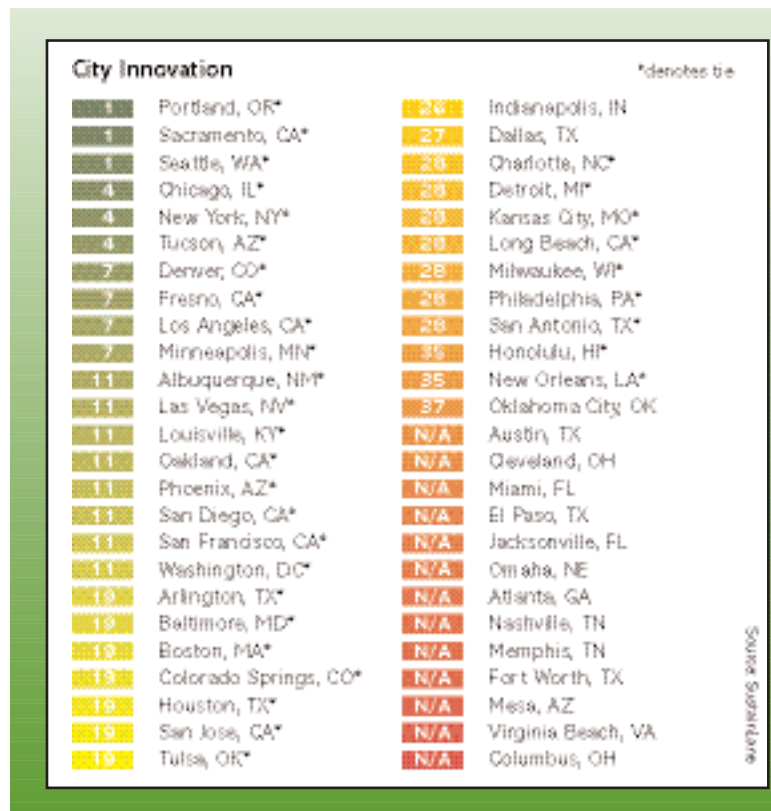 City Innovation
*denotes tie
1 Portland, OR*
1 Sacramento, CA*
1 Seattle, WA*
4 Chicago, IL*
4 New York, NY*
4 Tucson, AZ*
7 Denver, CO*
7 Fresno, CA*
7 Los Angeles, CA*
7 Minneapolis, MN*
11 Albuquerque, NM*
11 Las Vegas, NV*
11 Louisville, KY*
11 Oakland, CA*
11 Phoenix, AZ*
11 San Diego, CA*
11 San Francisco, CA*
11 Washington, DC*
19 Arlington, TX*
19 Baltimore, MD*
19 Boston, MA*
19 Colorado Springs, CO*
19 Houston, TX*
19 San Jose, CA*
19 Tulsa, OK*
26 Indianapolis, IN
27 Dallas, TX
28 Charlotte, NC*
28 Detroit, MI*
28 Kansas City, MO*
28 Long Beach, CA*
28 Milwaukee, WI*
28 Philadelphia, PA*
28 San Antonio, TX*
35 Honolulu, HI*
35 New Orleans, LA*
37 Oklahoma City, OK
N/A Austin, TX
N/A Cleveland, OH
N/A Miami, FL
N/A El Paso, TX
N/A Jacksonville, FL
N/A Omaha, NE
N/A Atlanta, GA
N/A Nashville, TN
N/A Memphis, TN
N/A Fort Worth, TX
N/A Mesa, AZ
N/A Virginia Beach, VA
N/A Columbus, OH
Source: SustainLane